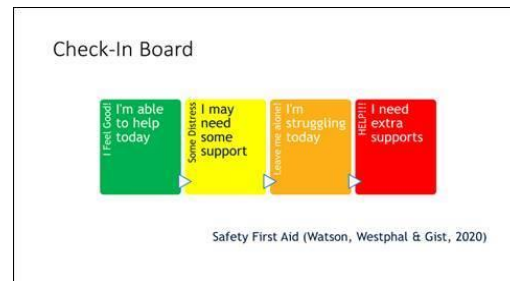 Check-In Board
I Feel Good!
I'm able
to help
today
Some Distress
I may
need
some
support
Leave me alone!
I'm
struggling
today
HELP!!!
I need
extra
supports
Safety First Aid (Watson, Westphal & Gist, 2020)